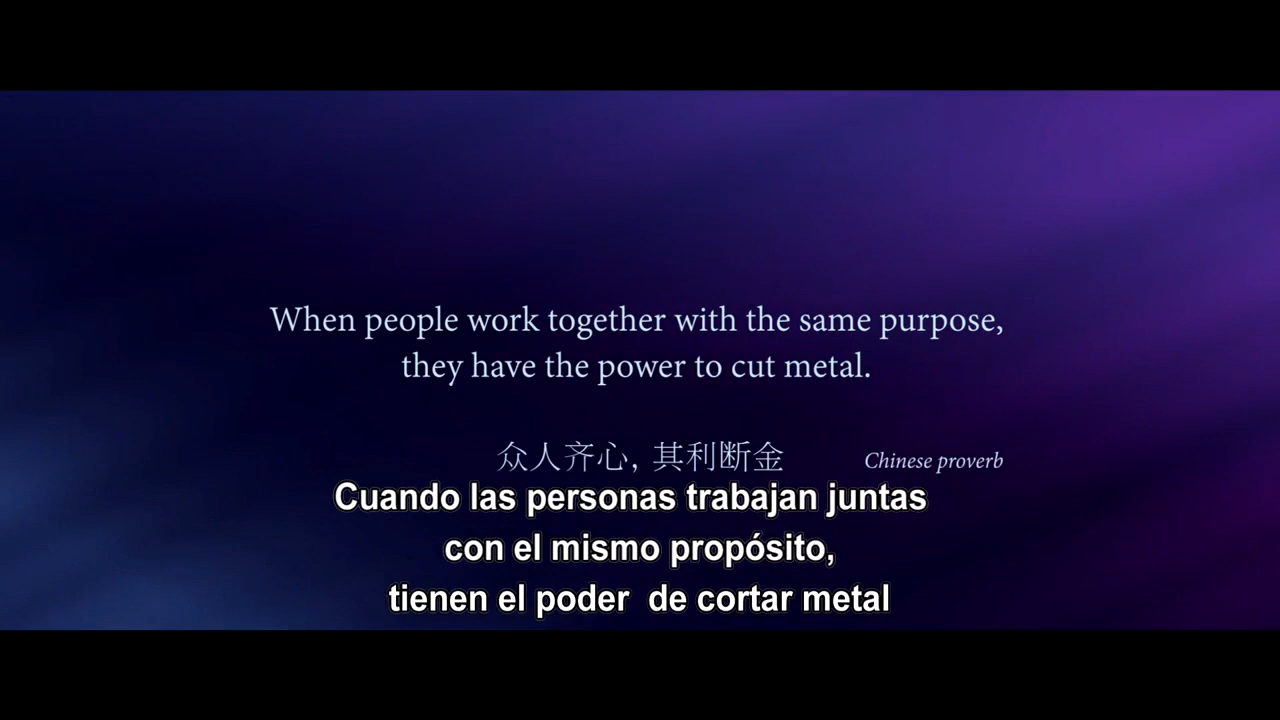 When people work together with the same purpose,
they have the power to cut metal.
众人齐心, 其利断金
Chinese proverb
Cuando las personas trabajan juntas
con el mismo propósito,
tienen el poder  de cortar metal